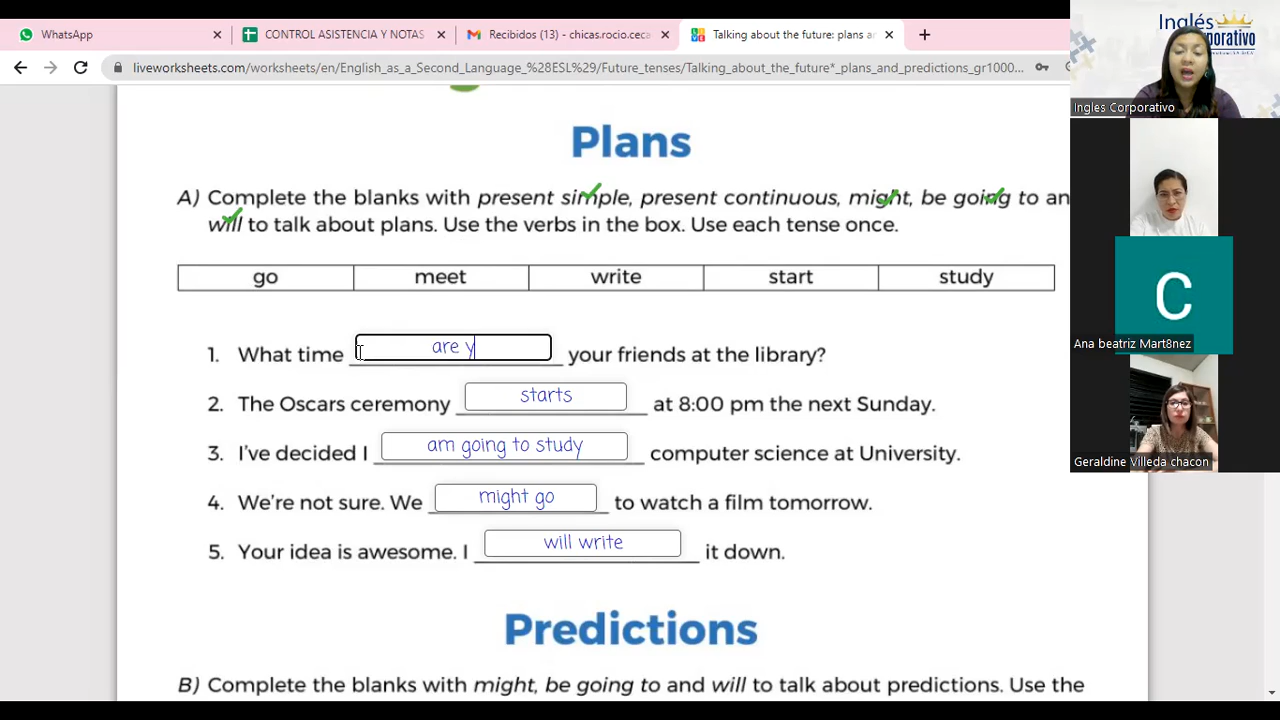 WhatsApp × CONTROL ASISTENCIA Y NOTAS × Recibidos (13) - chicas.rocio.ceca × Talking about the future: plans an × +
liveworksheets.com/worksheets/en/English_as_a_Second_Language_%28ESL%29/Future_tenses/Talking_about_the_future*_plans_and_predictions_gr1000...
Inglés
Corporativo
Ingles Corporativo
Plans
A) Complete the blanks with present simple, present continuous, might, be going to an
will to talk about plans. Use the verbs in the box. Use each tense once.
go meet write start study
1. What time are y your friends at the library?
2. The Oscars ceremony starts at 8:00 pm the next Sunday.
3. I've decided I am going to study computer science at University.
4. We're not sure. We might go to watch a film tomorrow.
5. Your idea is awesome. I will write it down.
C
Ana beatriz Mart8nez
Geraldine Villeda chacon
Predictions
B) Complete the blanks with might, be going to and will to talk about predictions. Use the